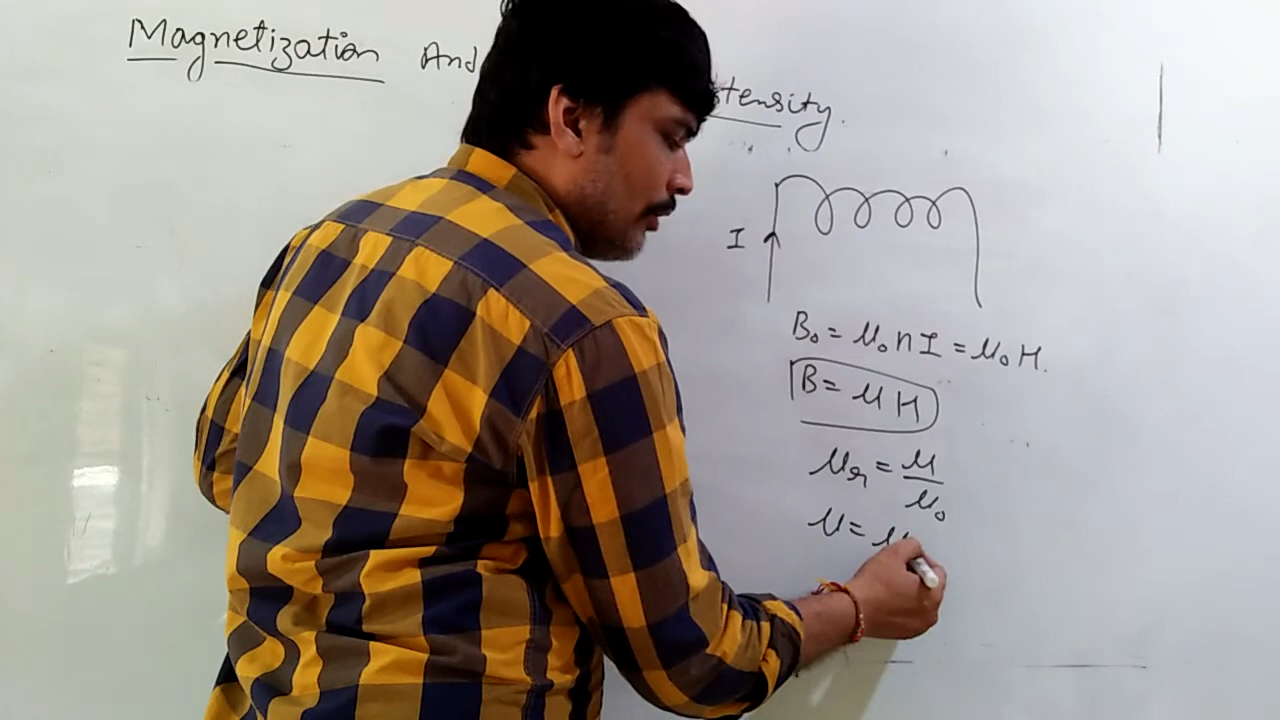 Magnetization And
tensity.
I
B₀ = μ₀ n I = μ₀ H.
B = μ H
μᵣ = μ / μ₀
μ = μ